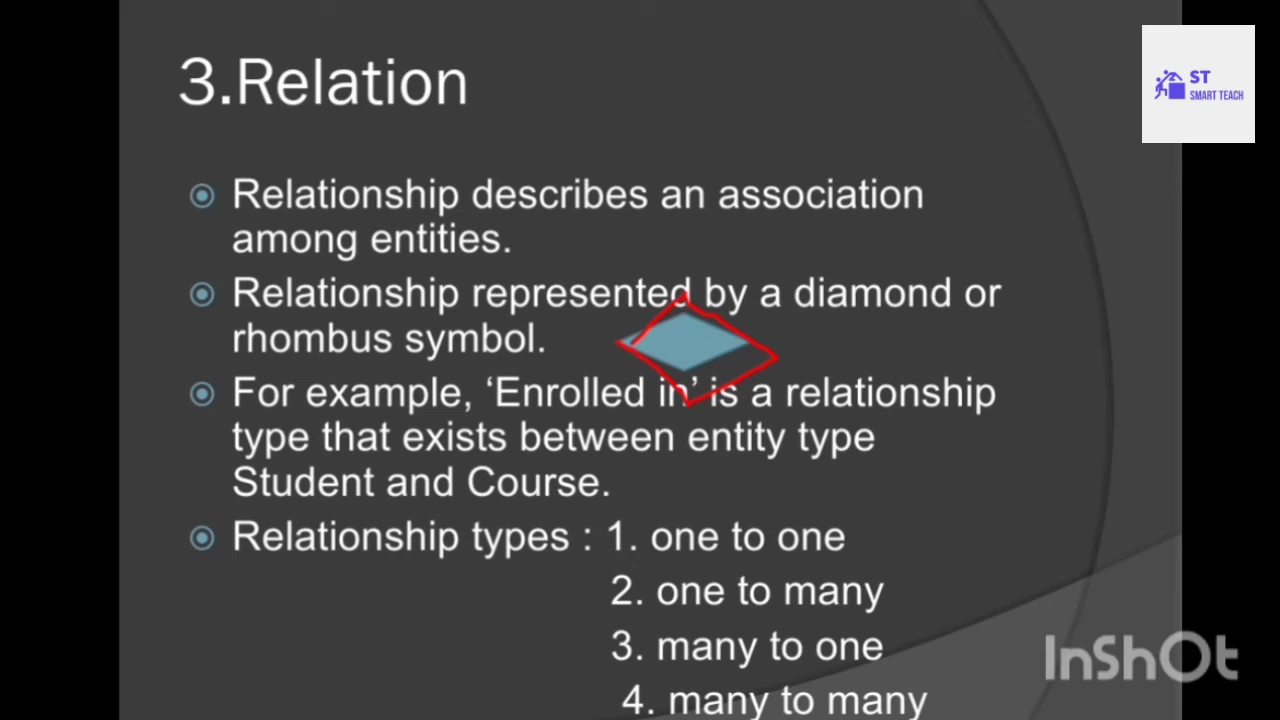 3.Relation
ST
SMART TEACH
Relationship describes an association
among entities.
Relationship represented by a diamond or
rhombus symbol.
For example, ‘Enrolled in’ is a relationship
type that exists between entity type
Student and Course.
Relationship types : 1. one to one
2. one to many
3. many to one
4. many to many
InShOt